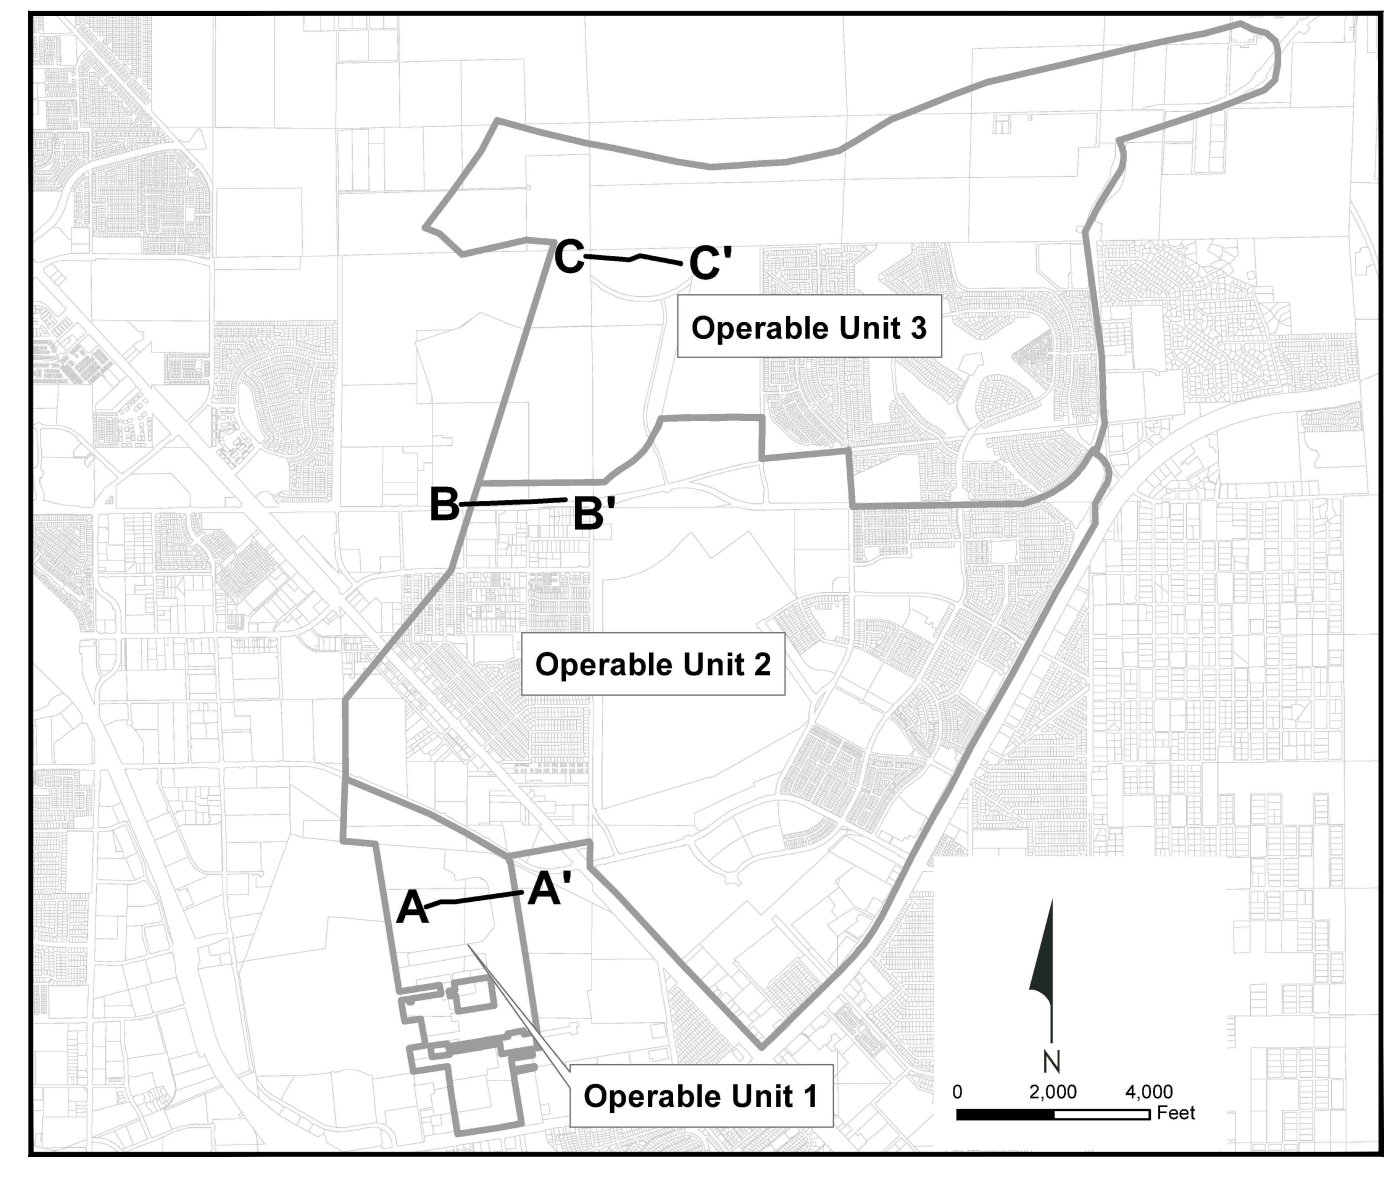 C
C'
Operable Unit 3
B
B'
Operable Unit 2
A
A'
Operable Unit 1
N
0 2,000 4,000
Feet